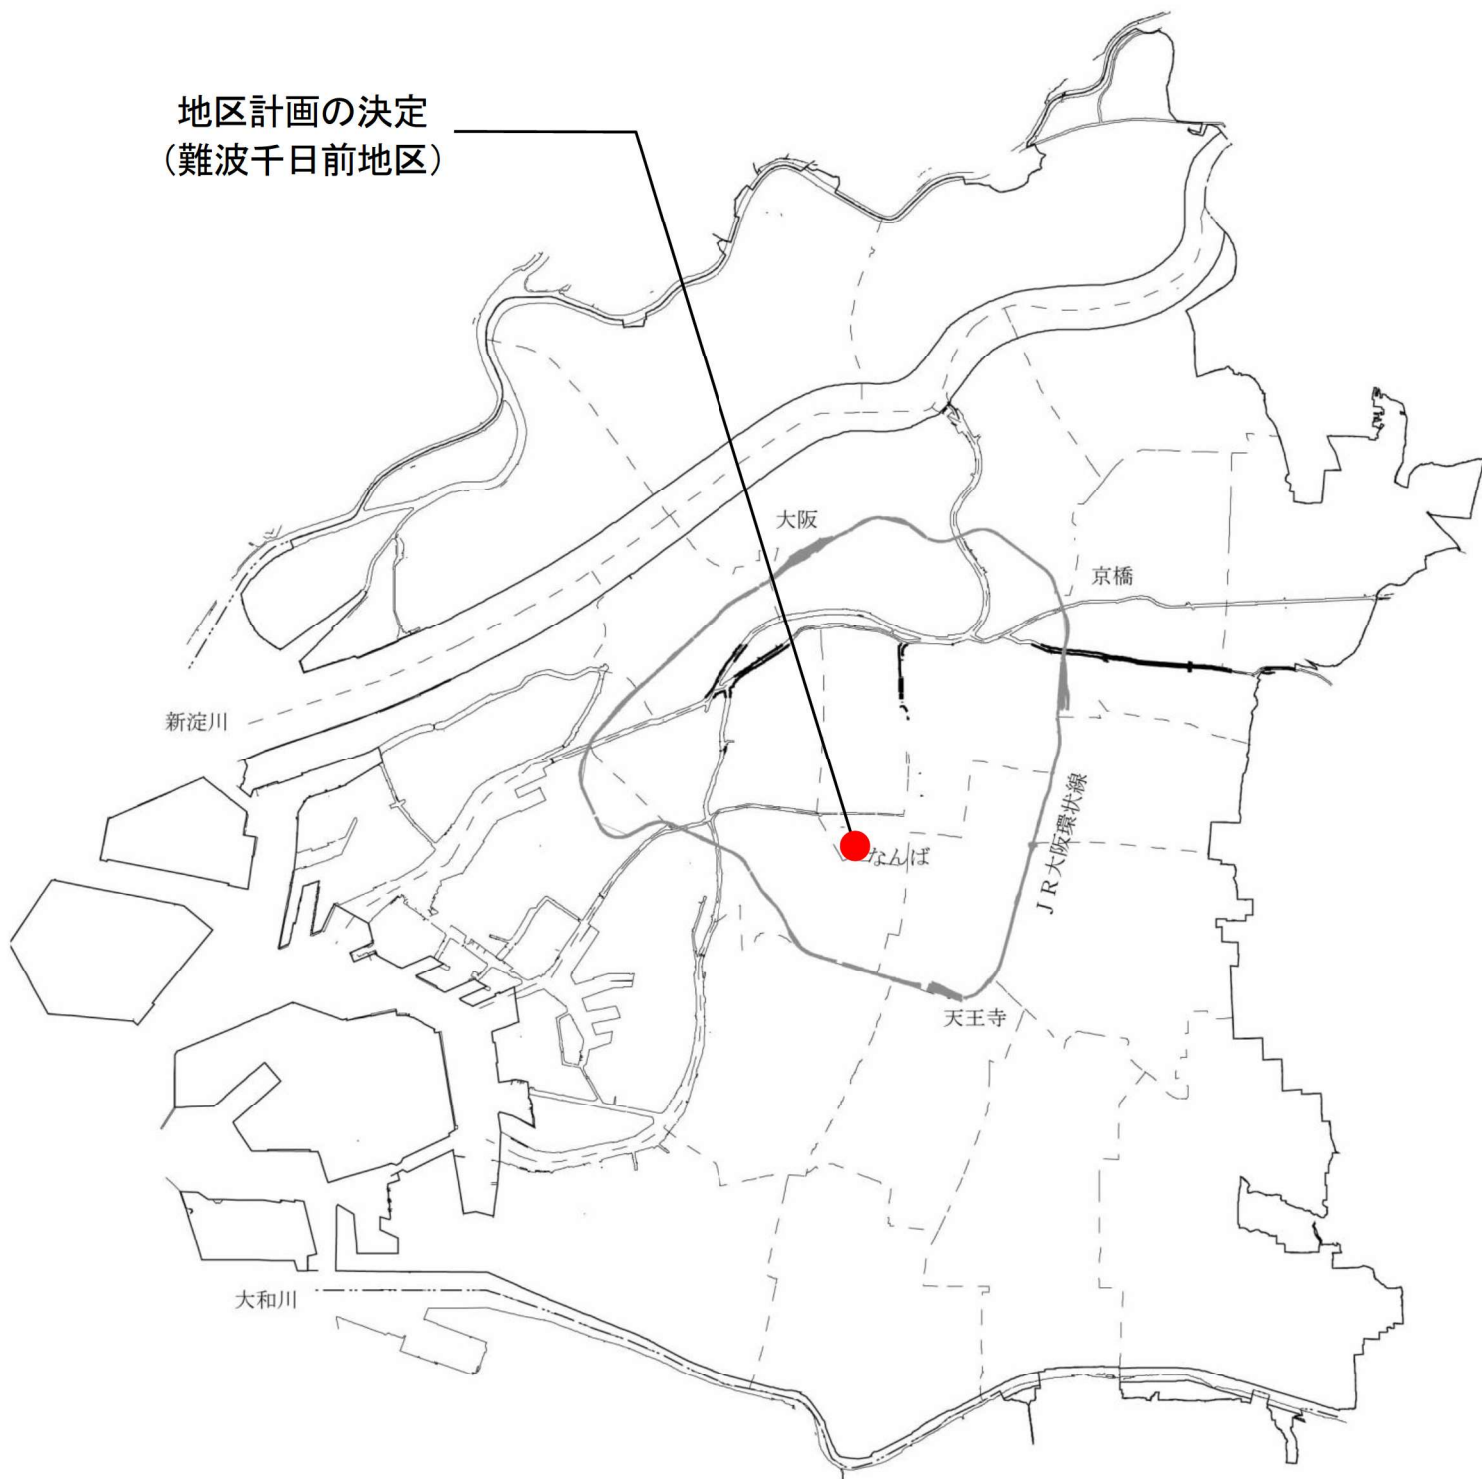 地区計画の決定
（難波千日前地区）
大阪
京橋
新淀川
ＪＲ大阪環状線
なんば
天王寺
大和川